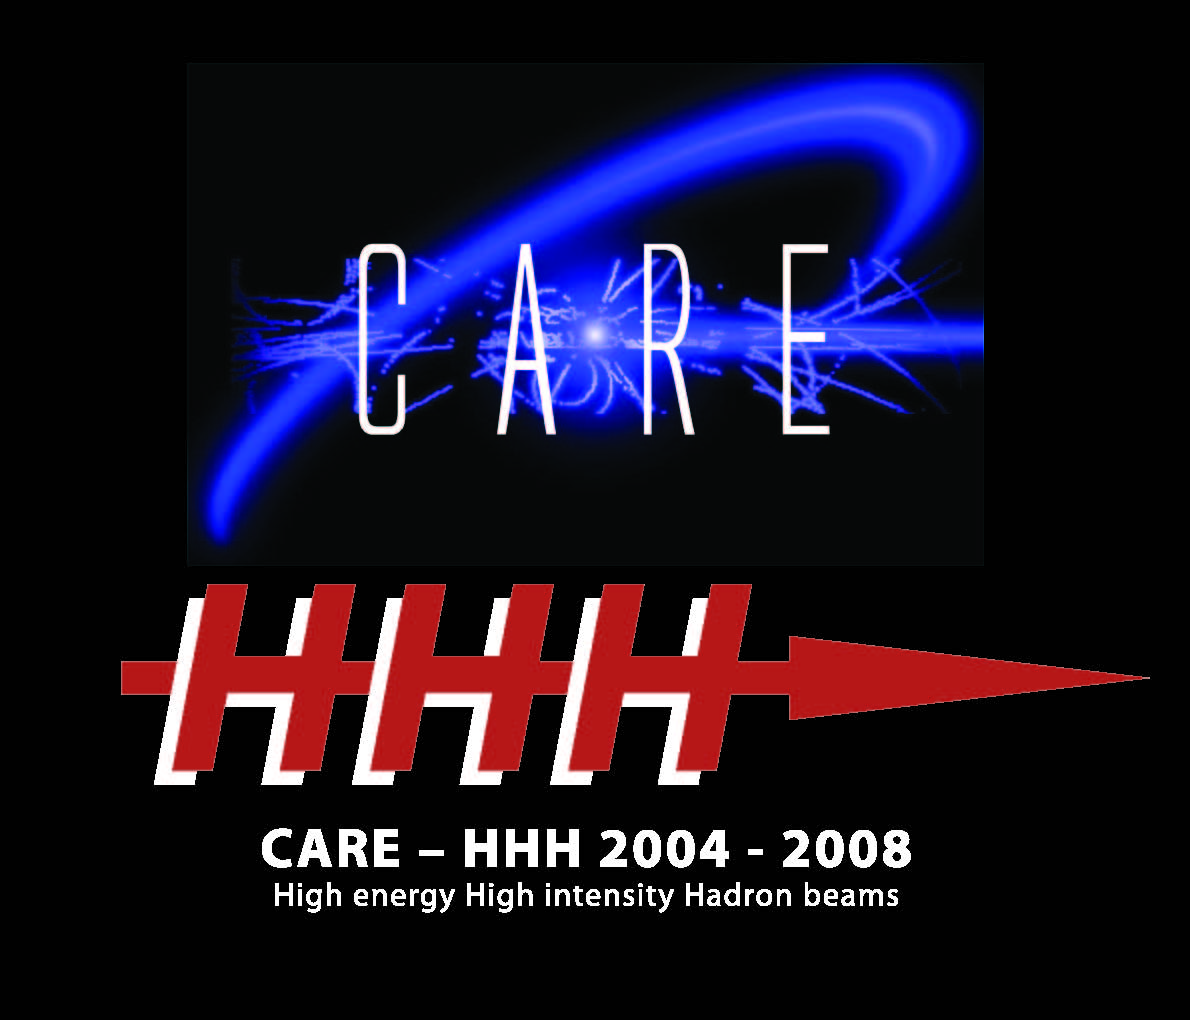 CARE
HHH
CARE – HHH 2004 - 2008
High energy High intensity Hadron beams